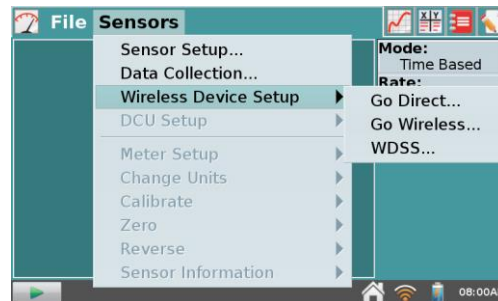 File Sensors
Sensor Setup...
Data Collection...
Wireless Device Setup
DCU Setup
Meter Setup
Change Units
Calibrate
Zero
Reverse
Sensor Information
Go Direct...
Go Wireless...
WDSS...
Mode:
Time Based
Rate:
X Y
08:00A